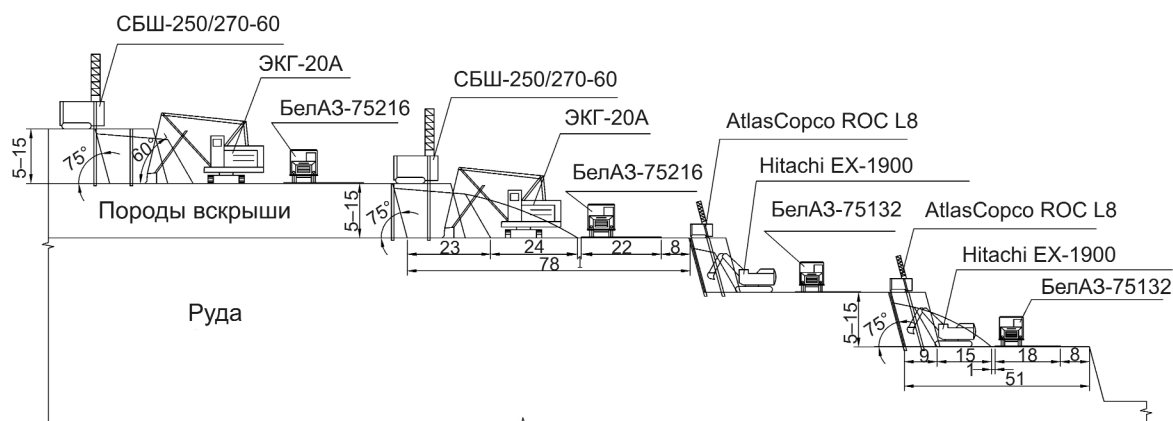 СБШ-250/270-60
ЭКГ-20А
БелАЗ-75216
СБШ-250/270-60
ЭКГ-20А
БелАЗ-75216
AtlasCopco ROC L8
Hitachi EX-1900
БелАЗ-75132
AtlasCopco ROC L8
Hitachi EX-1900
БелАЗ-75132
5–15
75°
60°
Породы вскрыши
5–15
75°
23
24
1
22
8
78
Руда
5–15
75°
9
15
1
18
8
51